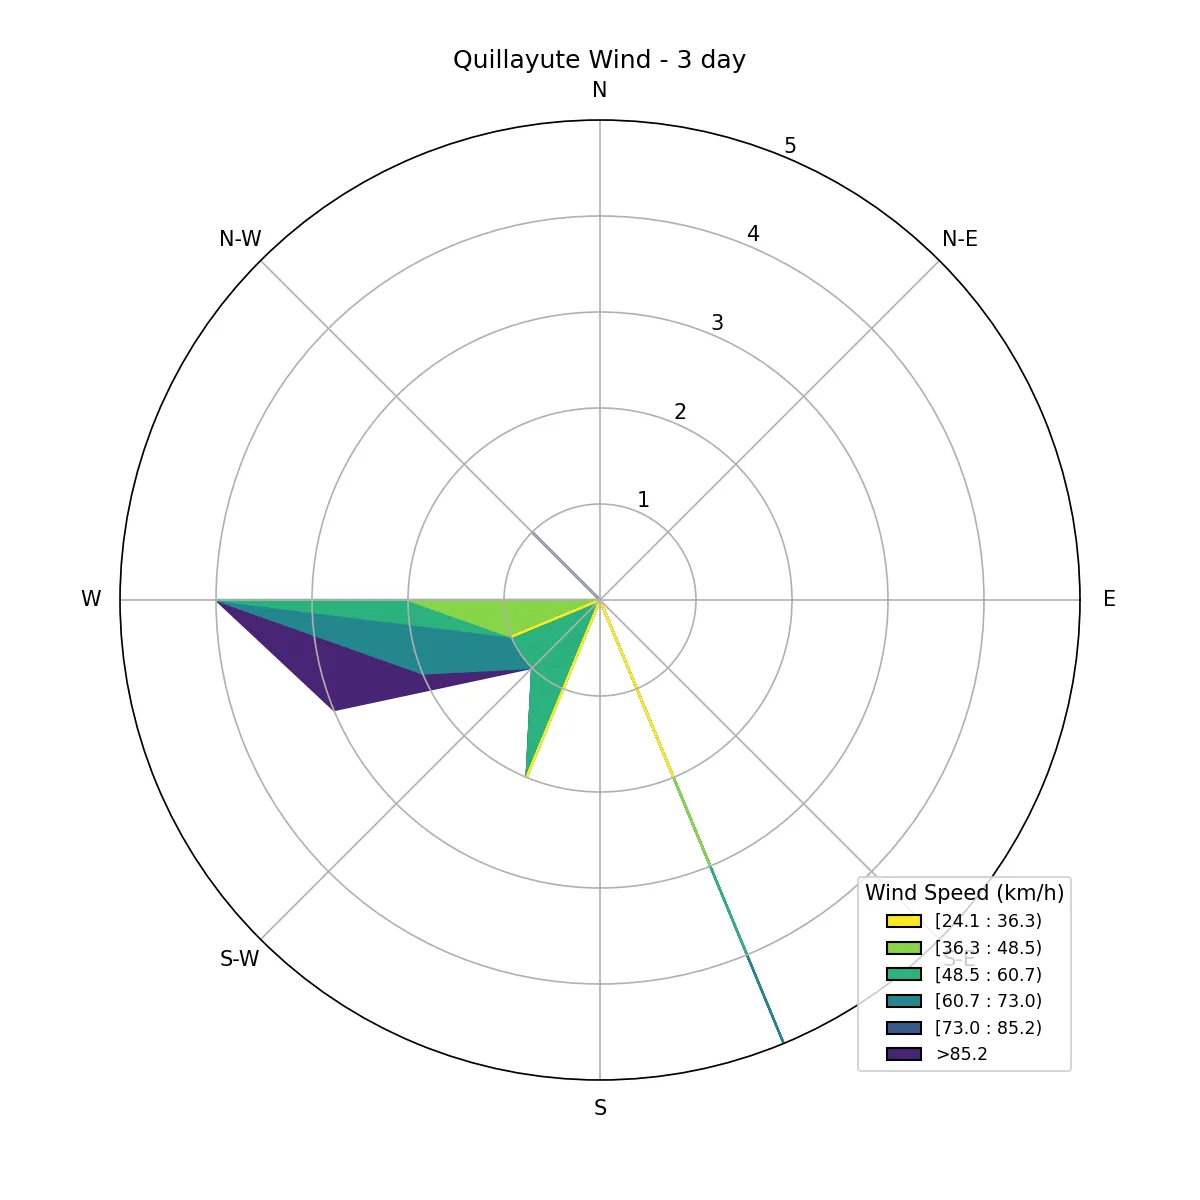 Quillayute Wind - 3 day
N
5
N-W
4
N-E
3
2
1
W
E
Wind Speed (km/h)
[24.1 : 36.3)
[36.3 : 48.5)
S-W
S-E
[48.5 : 60.7)
[60.7 : 73.0)
[73.0 : 85.2)
>85.2
S